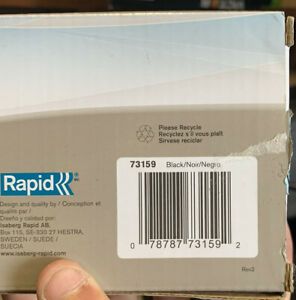 Please Recycle
Recyclez s'il vous plaît
Sirvase reciclar
73159 Black/Noir/Negro
Rapid
Design and quality by / Conception et
qualité par /
Diseño y calidad por:
Isaberg Rapid AB,
Box 115, SE-330 27 HESTRA,
SWEDEN / SUEDE /
SUECIA
www.isaberg-rapid.com
0 78787 73159 2
Rev3